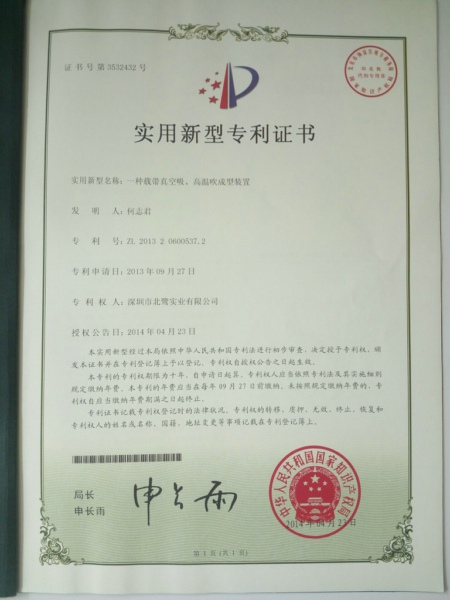 证书号第3532432号
实用新型专利证书
实用新型名称：一种载带真空吸、高温吹成型装置
发明人：何志君
专利号：ZL 2013 2 0600537.2
专利申请日：2013年09月27日
专利权人：深圳市北鹭实业有限公司
授权公告日：2014年04月23日
本实用新型经过本局依照中华人民共和国专利法进行初步审查，决定授予专利权，颁
发本证书并在专利登记簿上予以登记。专利权自授权公告之日起生效。
本专利的专利权期限为十年，自申请日起算。专利权人应当依照专利法及其实施细则
规定缴纳年费。本专利的年费应当在每年09月27日前缴纳。未按照规定缴纳年费的，专利
权自应当缴纳年费期满之日起终止。
专利证书记载专利权登记时的法律状况。专利权的转移、质押、无效、终止、恢复和
专利权人的姓名或名称、国籍、地址变更等事项记载在专利登记簿上。
局长
申长雨
申长雨
中华人民共和国国家知识产权局
2014年04月23日
第1页（共1页）